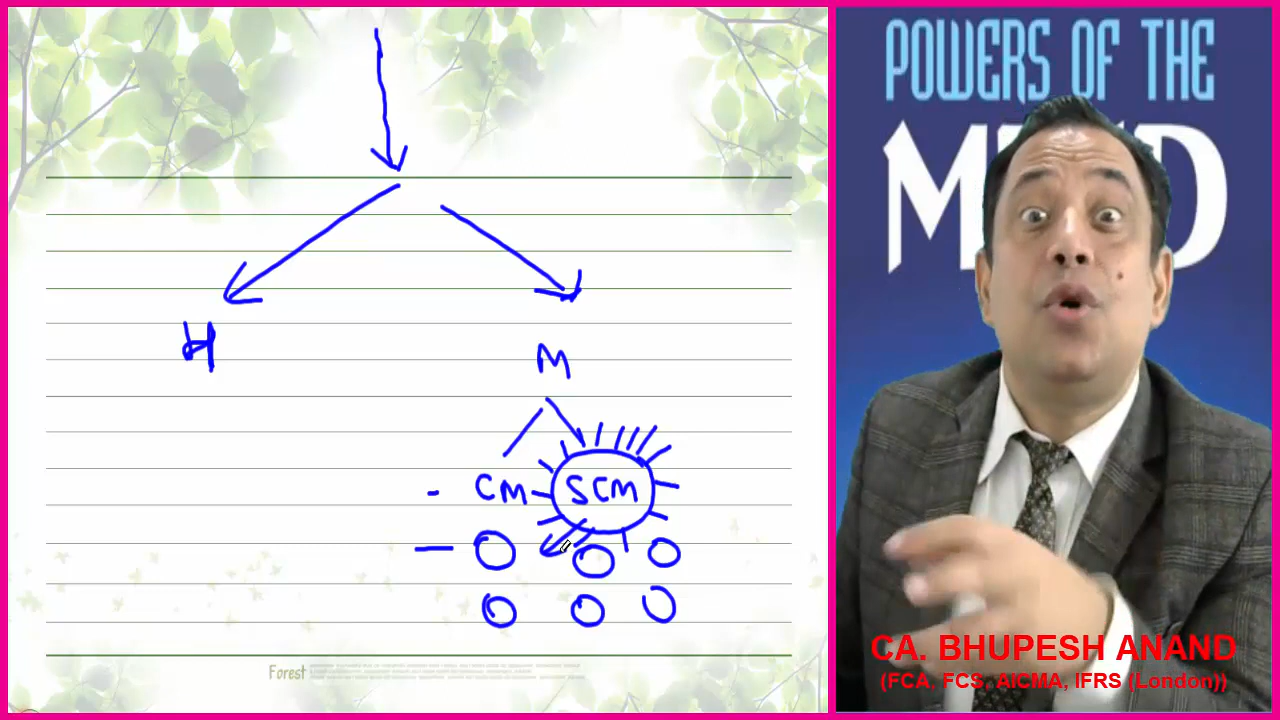 POWERS OF THE
H
M
CM SCM
Forest
CA. BHUPESH ANAND
(FCA, FCS, AICMA, IFRS (London))